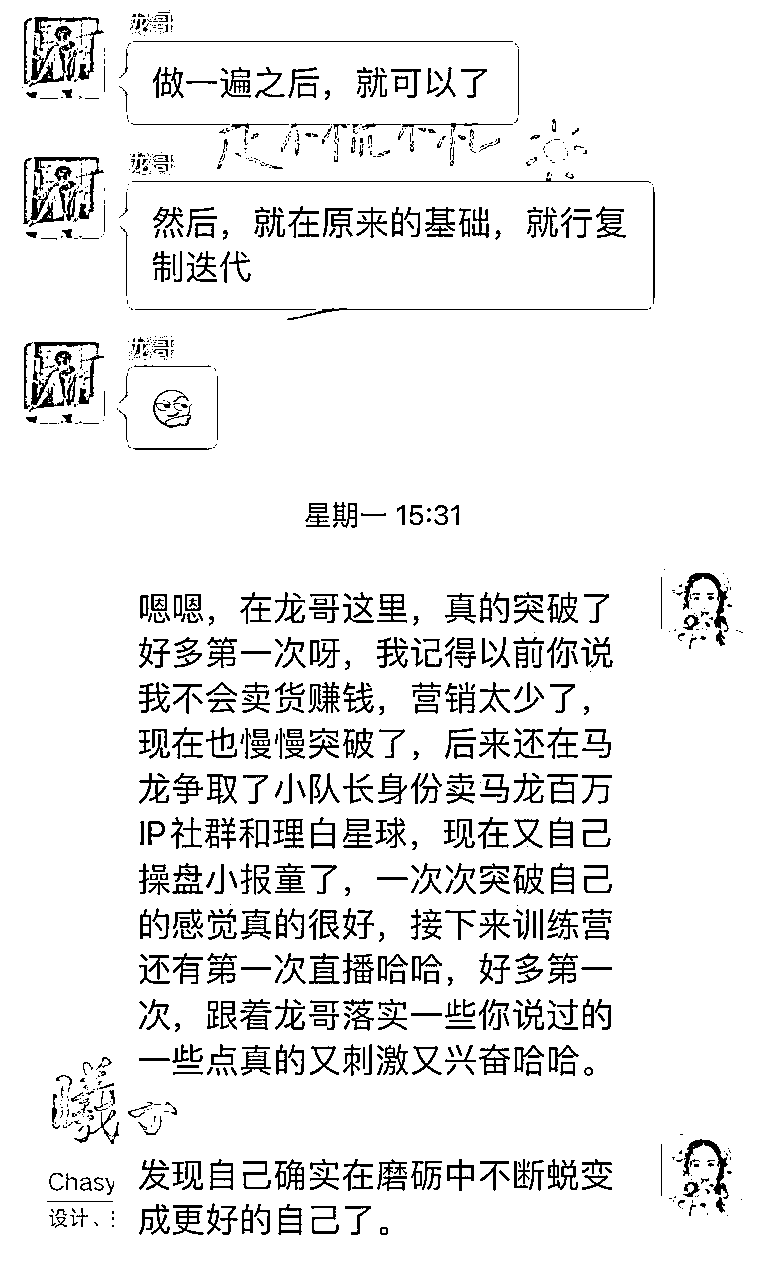 龙哥
做一遍之后，就可以了
龙哥
然后，就在原来的基础，就行复
制迭代
龙哥
星期一 15:31
嗯嗯，在龙哥这里，真的突破了
好多第一次呀，我记得以前你说
我不会卖货赚钱，营销太少了，
现在也慢慢突破了，后来还在马
龙争取了小队长身份卖马龙百万
IP社群和理白星球，现在又自己
操盘小报童了，一次次突破自己
的感觉真的很好，接下来训练营
还有第一次直播哈哈，好多第一
次，跟着龙哥落实一些你说过的
一些点真的又刺激又兴奋哈哈。
曦兮
Chasy
设计、
发现自己确实在磨砺中不断蜕变
成更好的自己了。